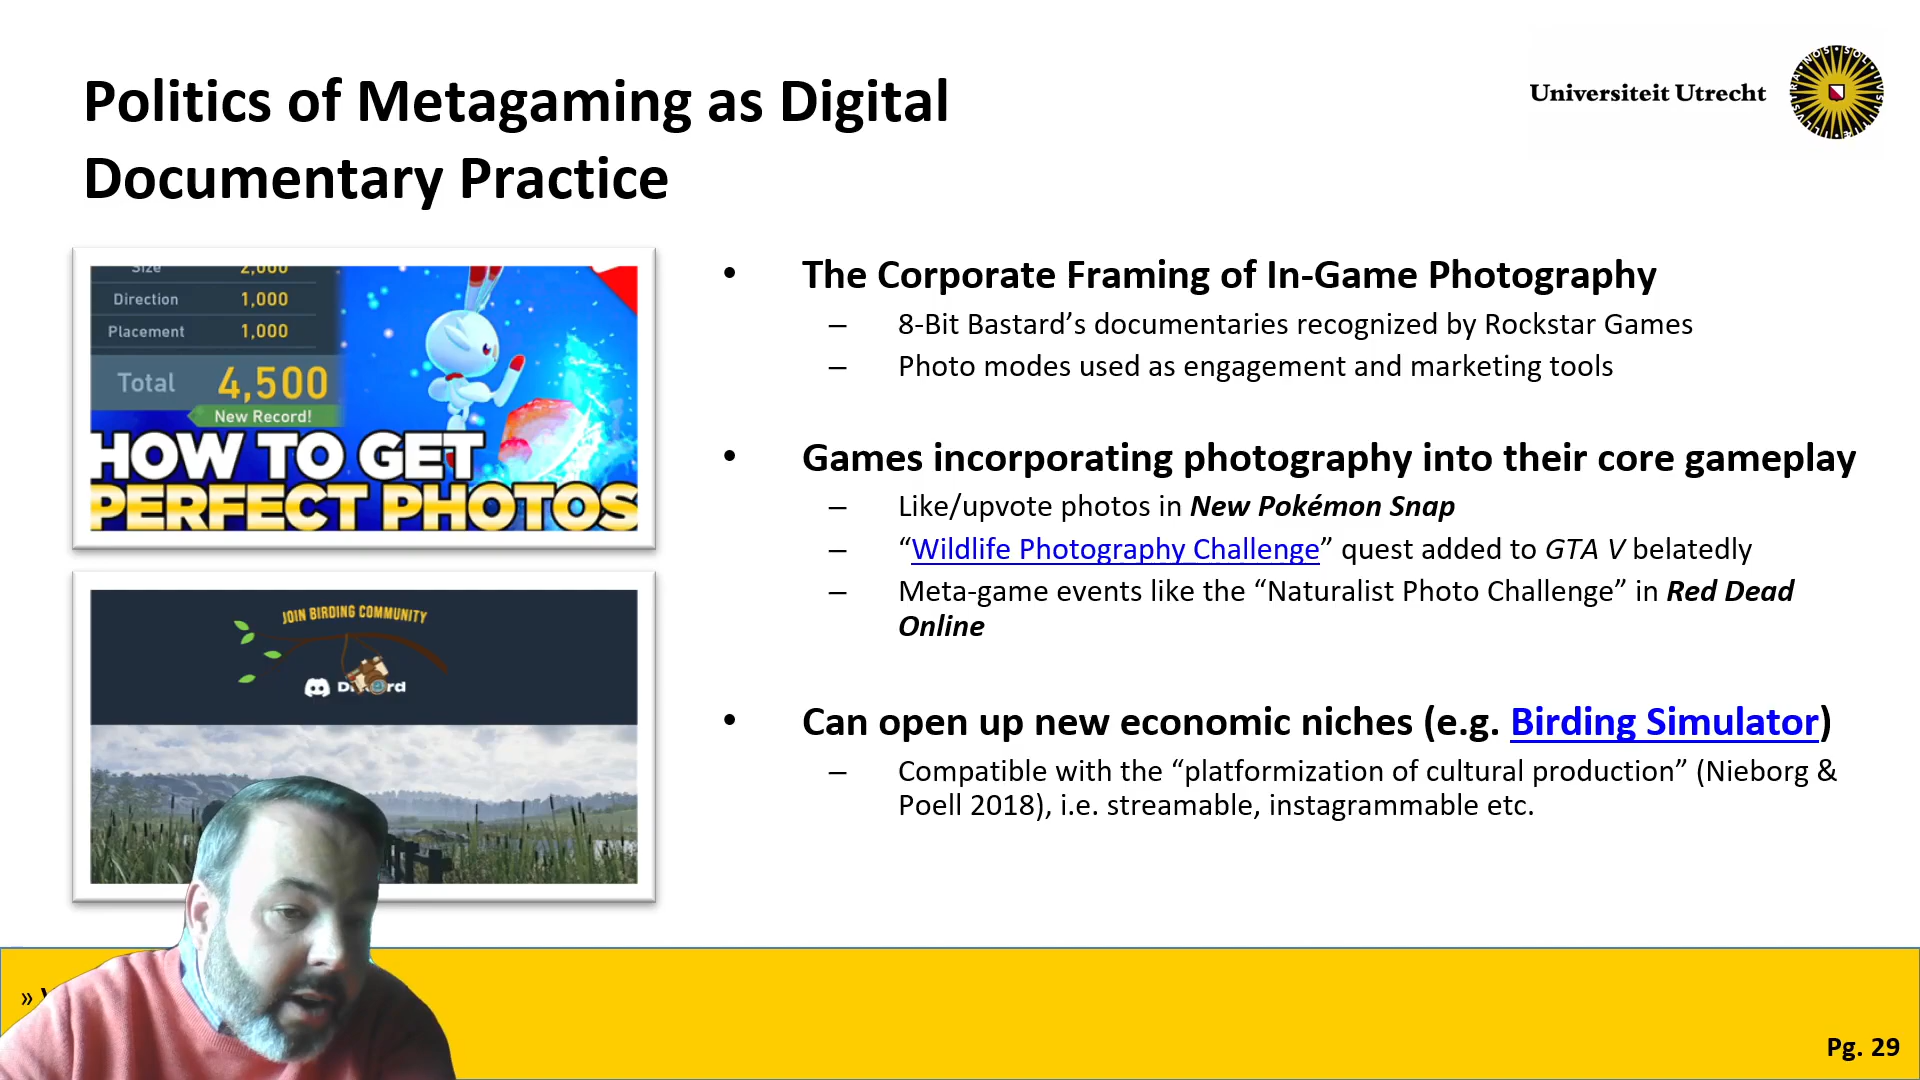 Politics of Metagaming as Digital
Documentary Practice
Universiteit Utrecht
Size 2,000
Direction 1,000
Placement 1,000
Total 4,500
New Record!
HOW TO GET
PERFECT PHOTOS
JOIN BIRDING COMMUNITY
• The Corporate Framing of In-Game Photography
– 8-Bit Bastard’s documentaries recognized by Rockstar Games
– Photo modes used as engagement and marketing tools
• Games incorporating photography into their core gameplay
– Like/upvote photos in New Pokémon Snap
– “Wildlife Photography Challenge” quest added to GTA V belatedly
– Meta-game events like the “Naturalist Photo Challenge” in Red Dead
Online
• Can open up new economic niches (e.g. Birding Simulator)
– Compatible with the “platformization of cultural production” (Nieborg &
Poell 2018), i.e. streamable, instagrammable etc.
»
Pg. 29